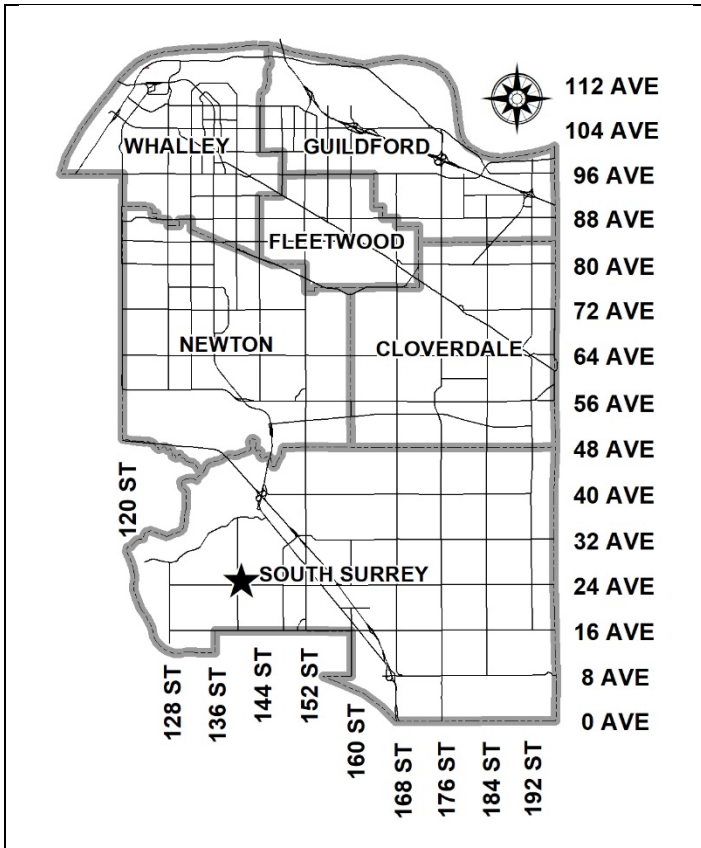 112 AVE
104 AVE
WHALLEY
GUILDFORD
96 AVE
88 AVE
FLEETWOOD
80 AVE
72 AVE
NEWTON
CLOVERDALE
64 AVE
56 AVE
48 AVE
120 ST
40 AVE
32 AVE
SOUTH SURREY
24 AVE
16 AVE
128 ST
136 ST
144 ST
152 ST
160 ST
8 AVE
0 AVE
168 ST
176 ST
184 ST
192 ST